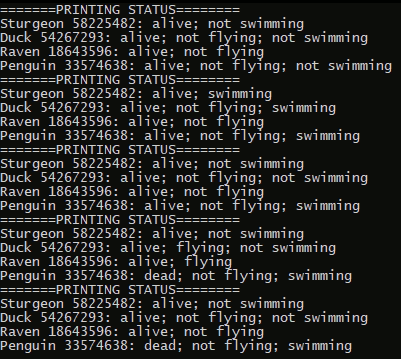 =======PRINTING STATUS========
Sturgeon 58225482: alive; not swimming
Duck 54267293: alive; not flying; not swimming
Raven 18643596: alive; not flying
Penguin 33574638: alive; not flying; not swimming
=======PRINTING STATUS========
Sturgeon 58225482: alive; swimming
Duck 54267293: alive; not flying; swimming
Raven 18643596: alive; not flying
Penguin 33574638: alive; not flying; swimming
=======PRINTING STATUS========
Sturgeon 58225482: alive; not swimming
Duck 54267293: alive; not flying; not swimming
Raven 18643596: alive; not flying
Penguin 33574638: alive; not flying; swimming
=======PRINTING STATUS========
Sturgeon 58225482: alive; not swimming
Duck 54267293: alive; flying; not swimming
Raven 18643596: alive; flying
Penguin 33574638: dead; not flying; swimming
=======PRINTING STATUS========
Sturgeon 58225482: alive; not swimming
Duck 54267293: alive; not flying; not swimming
Raven 18643596: alive; not flying
Penguin 33574638: dead; not flying; swimming